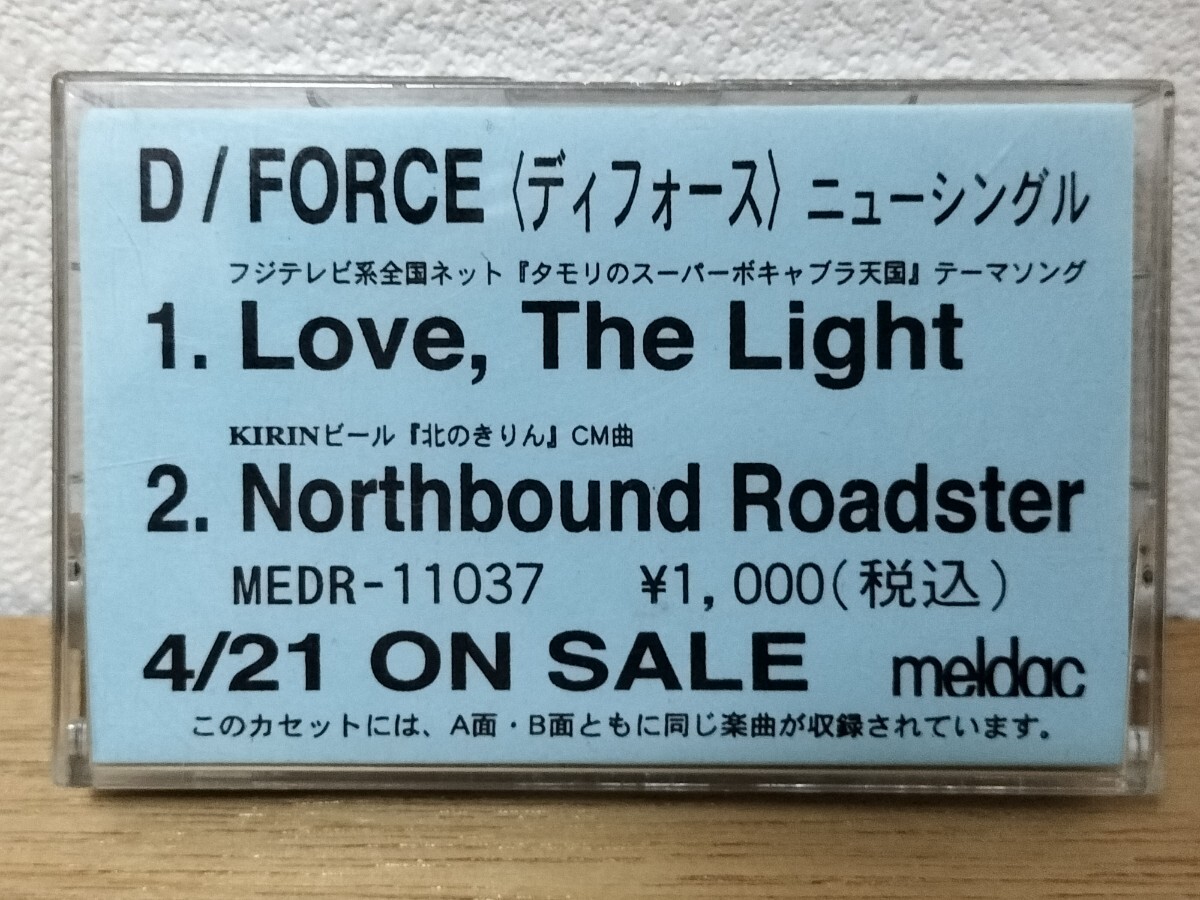 D / FORCE〈ディフォース〉ニューシングル
フジテレビ系全国ネット『タモリのスーパーボキャブラ天国』テーマソング
1. Love, The Light
KIRINビール『北のきりん』CM曲
2. Northbound Roadster
MEDR-11037 ¥1,000(税込)
4/21 ON SALE meldac
このカセットには、A面・B面ともに同じ楽曲が収録されています。